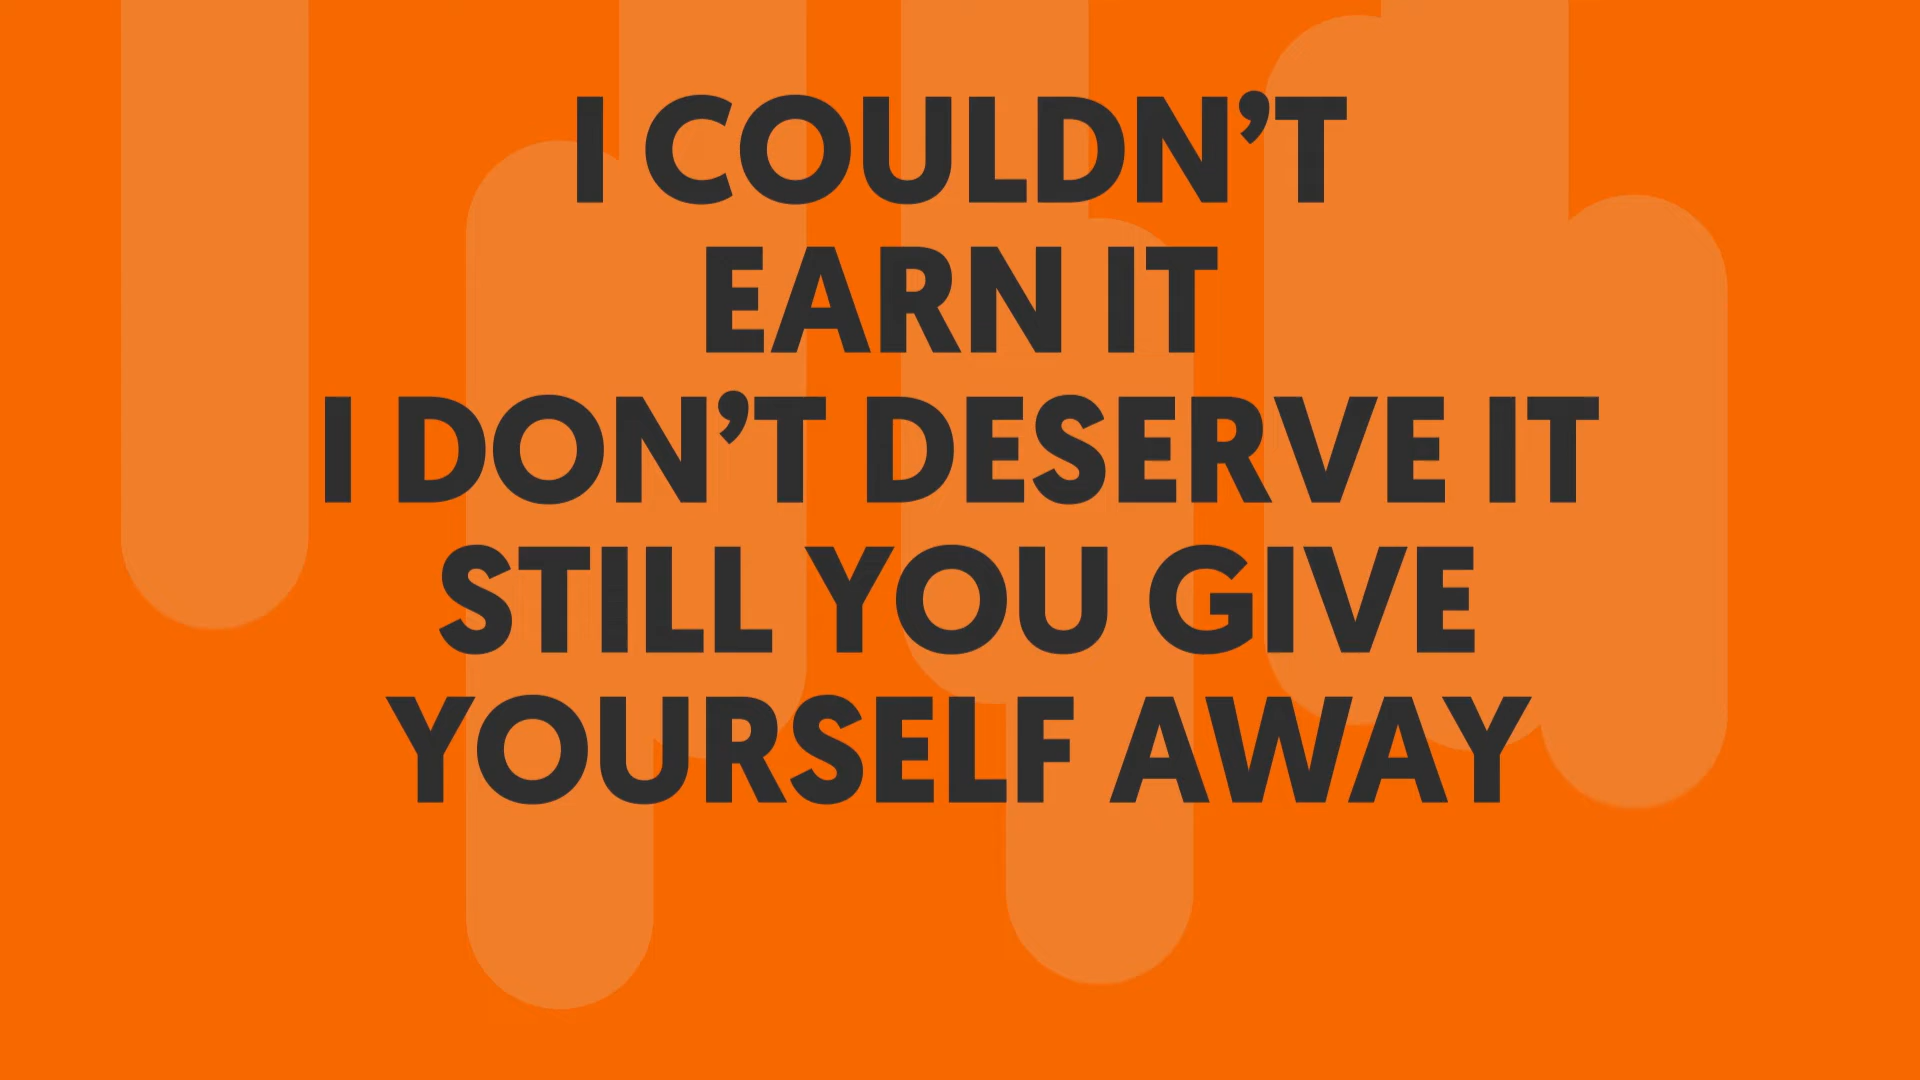 I COULDN’T
EARN IT
I DON’T DESERVE IT
STILL YOU GIVE
YOURSELF AWAY